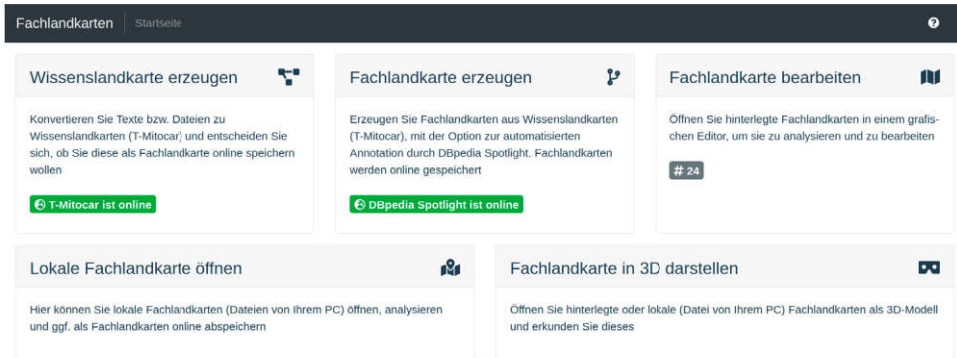 Fachlandkarten Startseite
Wissenslandkarte erzeugen
Konvertieren Sie Texte bzw. Dateien zu
Wissenslandkarten (T-Mitocar) und entscheiden Sie
sich, ob Sie diese als Fachlandkarte online speichern
wollen
T-Mitocar ist online
Fachlandkarte erzeugen
Erzeugen Sie Fachlandkarten aus Wissenslandkarten
(T-Mitocar), mit der Option zur automatisierten
Annotation durch DBpedia Spotlight. Fachlandkarten
werden online gespeichert
DBpedia Spotlight ist online
Fachlandkarte bearbeiten
Öffnen Sie hinterlegte Fachlandkarten in einem grafis-
chen Editor, um sie zu analysieren und zu bearbeiten
# 24
Lokale Fachlandkarte öffnen
Hier können Sie lokale Fachlandkarten (Dateien von Ihrem PC) öffnen, analysieren
und ggf. als Fachlandkarten online abspeichern
Fachlandkarte in 3D darstellen
Öffnen Sie hinterlegte oder lokale (Datei von Ihrem PC) Fachlandkarten als 3D-Modell
und erkunden Sie dieses